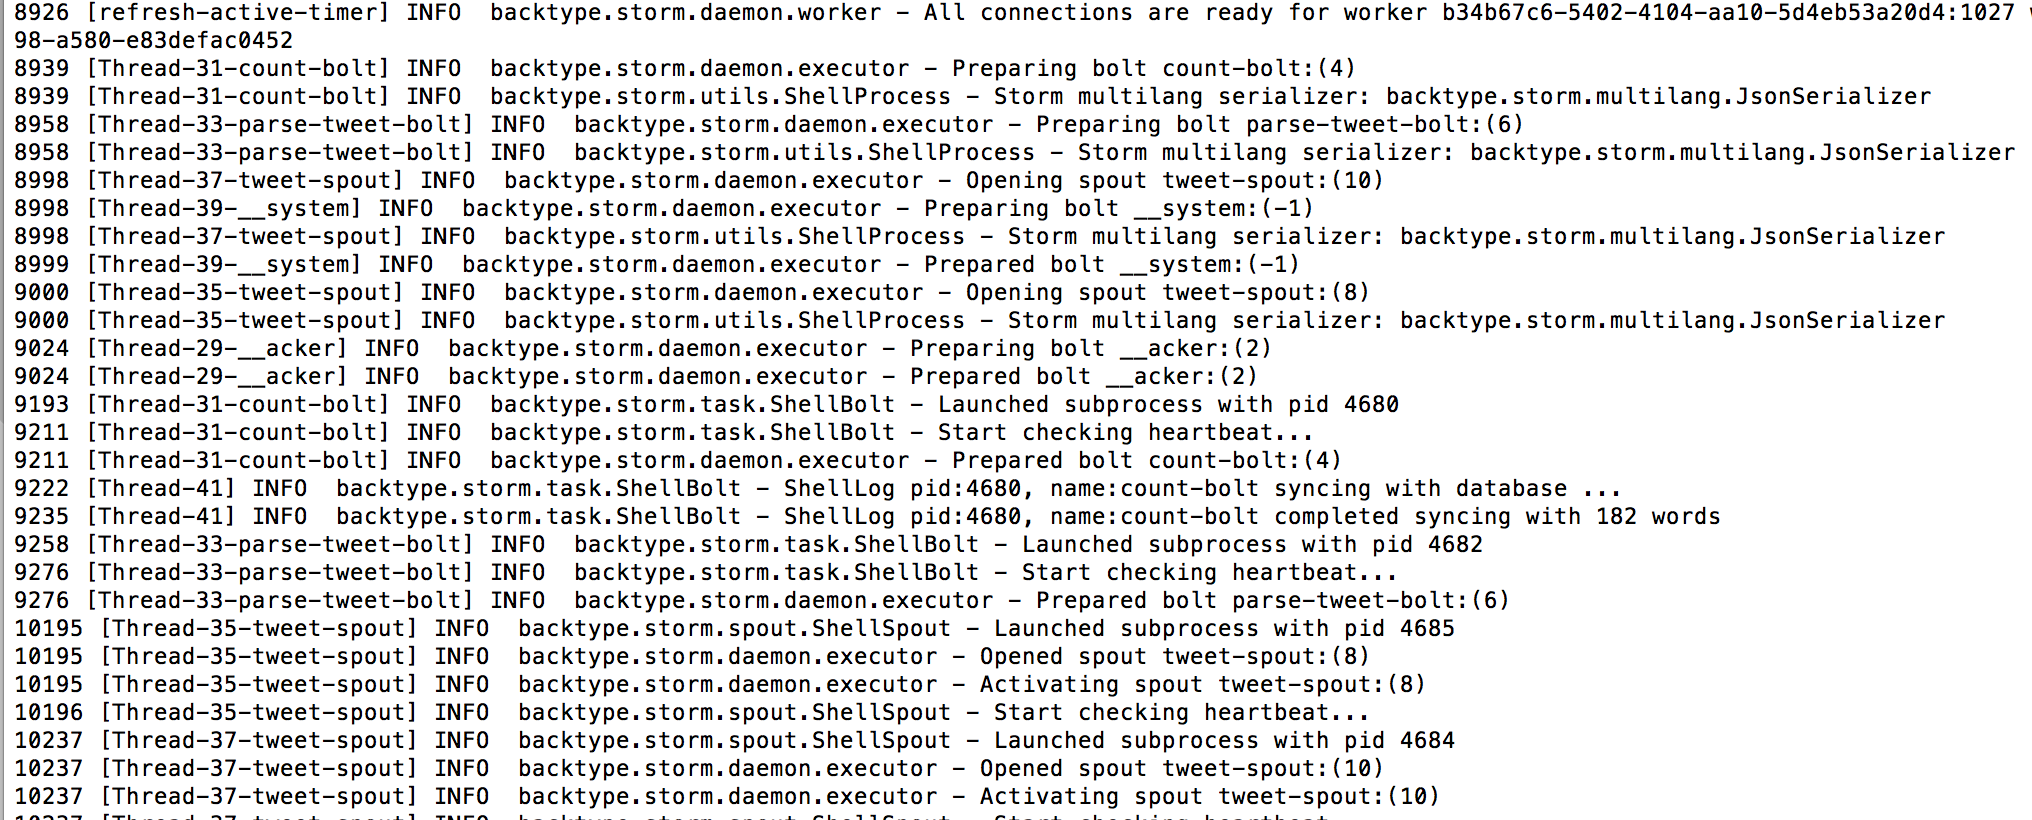 8926 [refresh-active-timer] INFO  backtype.storm.daemon.worker – All connections are ready for worker b34b67c6-5402-4104-aa10-5d4eb53a20d4:1027
98-a580-e83defac0452
8939 [Thread-31-count-bolt] INFO  backtype.storm.daemon.executor – Preparing bolt count-bolt:(4)
8939 [Thread-31-count-bolt] INFO  backtype.storm.utils.ShellProcess – Storm multilang serializer: backtype.storm.multilang.JsonSerializer
8958 [Thread-33-parse-tweet-bolt] INFO  backtype.storm.daemon.executor – Preparing bolt parse-tweet-bolt:(6)
8958 [Thread-33-parse-tweet-bolt] INFO  backtype.storm.utils.ShellProcess – Storm multilang serializer: backtype.storm.multilang.JsonSerializer
8998 [Thread-37-tweet-spout] INFO  backtype.storm.daemon.executor – Opening spout tweet-spout:(10)
8998 [Thread-39-__system] INFO  backtype.storm.daemon.executor – Preparing bolt __system:(-1)
8998 [Thread-37-tweet-spout] INFO  backtype.storm.utils.ShellProcess – Storm multilang serializer: backtype.storm.multilang.JsonSerializer
8999 [Thread-39-__system] INFO  backtype.storm.daemon.executor – Prepared bolt __system:(-1)
9000 [Thread-35-tweet-spout] INFO  backtype.storm.daemon.executor – Opening spout tweet-spout:(8)
9000 [Thread-35-tweet-spout] INFO  backtype.storm.utils.ShellProcess – Storm multilang serializer: backtype.storm.multilang.JsonSerializer
9024 [Thread-29-__acker] INFO  backtype.storm.daemon.executor – Preparing bolt __acker:(2)
9024 [Thread-29-__acker] INFO  backtype.storm.daemon.executor – Prepared bolt __acker:(2)
9193 [Thread-31-count-bolt] INFO  backtype.storm.task.ShellBolt – Launched subprocess with pid 4680
9211 [Thread-31-count-bolt] INFO  backtype.storm.task.ShellBolt – Start checking heartbeat...
9211 [Thread-31-count-bolt] INFO  backtype.storm.daemon.executor – Prepared bolt count-bolt:(4)
9222 [Thread-41] INFO  backtype.storm.task.ShellBolt – ShellLog pid:4680, name:count-bolt syncing with database ...
9235 [Thread-41] INFO  backtype.storm.task.ShellBolt – ShellLog pid:4680, name:count-bolt completed syncing with 182 words
9258 [Thread-33-parse-tweet-bolt] INFO  backtype.storm.task.ShellBolt – Launched subprocess with pid 4682
9276 [Thread-33-parse-tweet-bolt] INFO  backtype.storm.task.ShellBolt – Start checking heartbeat...
9276 [Thread-33-parse-tweet-bolt] INFO  backtype.storm.daemon.executor – Prepared bolt parse-tweet-bolt:(6)
10195 [Thread-35-tweet-spout] INFO  backtype.storm.spout.ShellSpout – Launched subprocess with pid 4685
10195 [Thread-35-tweet-spout] INFO  backtype.storm.daemon.executor – Opened spout tweet-spout:(8)
10195 [Thread-35-tweet-spout] INFO  backtype.storm.daemon.executor – Activating spout tweet-spout:(8)
10196 [Thread-35-tweet-spout] INFO  backtype.storm.spout.ShellSpout – Start checking heartbeat...
10237 [Thread-37-tweet-spout] INFO  backtype.storm.spout.ShellSpout – Launched subprocess with pid 4684
10237 [Thread-37-tweet-spout] INFO  backtype.storm.daemon.executor – Opened spout tweet-spout:(10)
10237 [Thread-37-tweet-spout] INFO  backtype.storm.daemon.executor – Activating spout tweet-spout:(10)
10237 [Thread-37-tweet-spout] INFO  backtype.storm.spout.ShellSpout – Start checking heartbeat